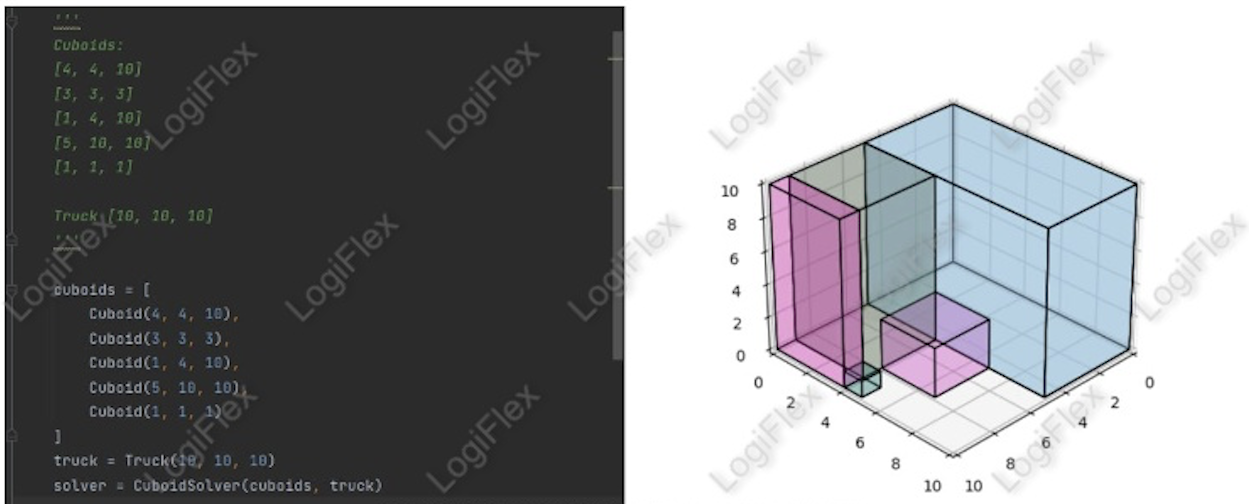 '''
Cuboids:
[4, 4, 10]
[3, 3, 3]
[1, 4, 10]
[5, 10, 10]
[1, 1, 1]
Truck [10, 10, 10]
'''
cuboids = [
Cuboid(4, 4, 10),
Cuboid(3, 3, 3),
Cuboid(1, 4, 10),
Cuboid(5, 10, 10),
Cuboid(1, 1, 1)
]
truck = Truck(10, 10, 10)
solver = CuboidSolver(cuboids, truck)
10
8
6
4
2
0
0
2
4
6
8
10
10
8
6
4
2
0
LogiFlex
LogiFlex
LogiFlex
LogiFlex
LogiFlex
LogiFlex
LogiFlex
LogiFlex
LogiFlex
LogiFlex
LogiFlex
LogiFlex